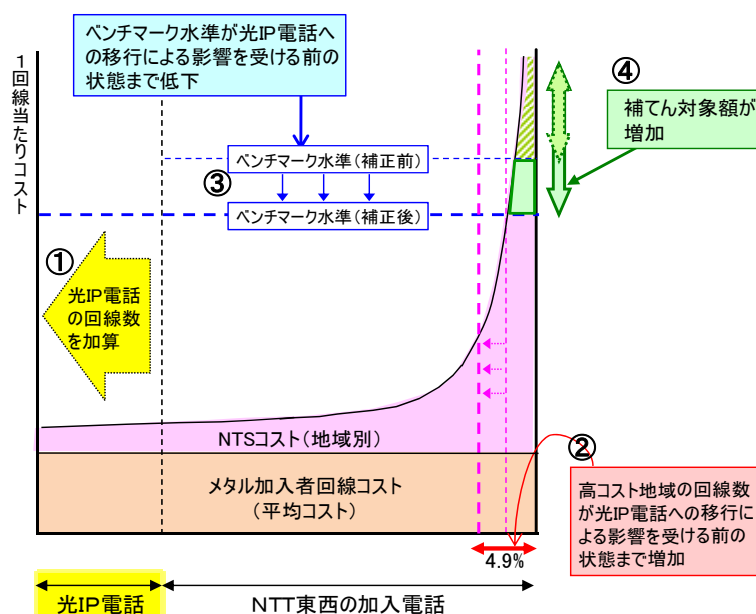 ベンチマーク水準が光IP電話へ
の移行による影響を受ける前の
状態まで低下
1回線当たりコスト
④
補てん対象額が
増加
ベンチマーク水準(補正前)
③
ベンチマーク水準(補正後)
①
光IP電話
の回線数
を加算
NTSコスト(地域別)
②
メタル加入者回線コスト
(平均コスト)
高コスト地域の回線数
が光IP電話への移行に
よる影響を受ける前の
状態まで増加
4.9%
光IP電話
NTT東西の加入電話